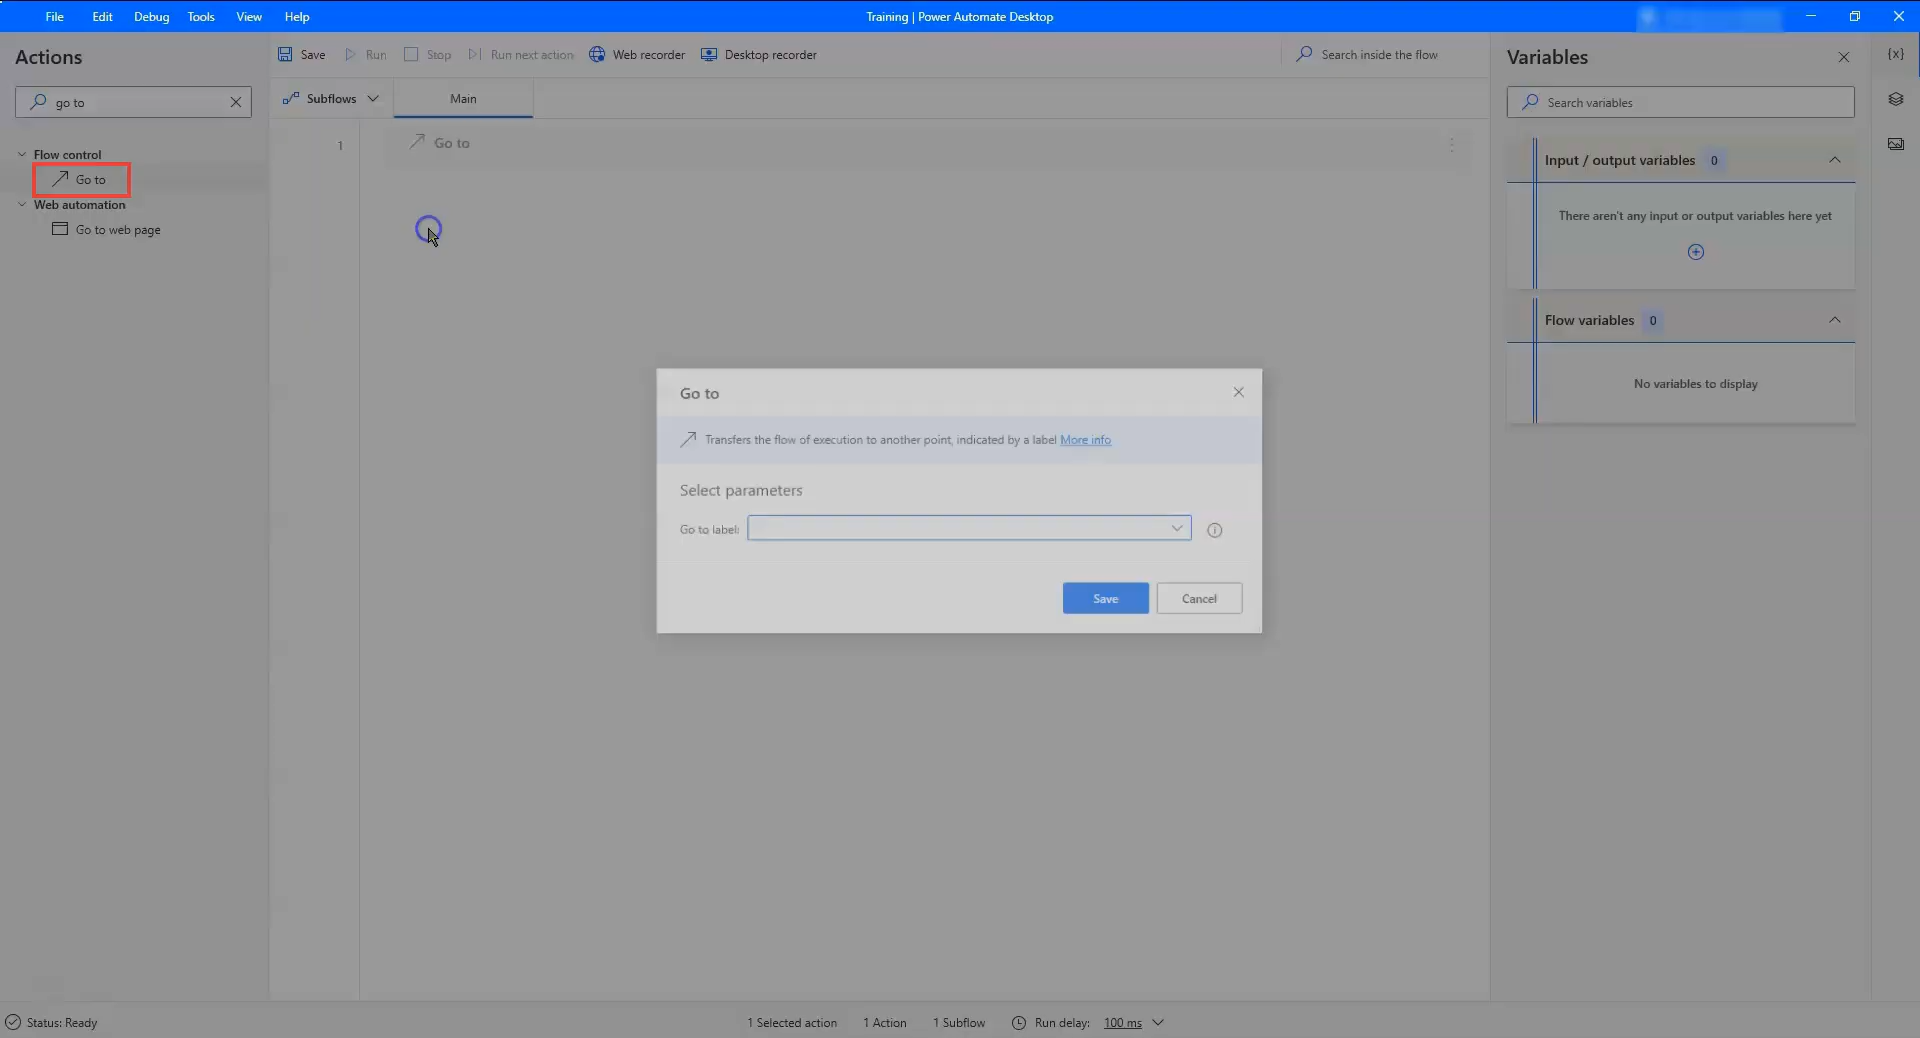 File Edit Debug Tools View Help Training | Power Automate Desktop
Actions
Save Run Stop Run next action Web recorder Desktop recorder Search inside the flow
Variables
{x}
go to
Subflows Main
Search variables
1 Go to
Flow control
Go to
Web automation
Go to web page
Input / output variables 0
There aren't any input or output variables here yet
Flow variables 0
No variables to display
Go to
Transfers the flow of execution to another point, indicated by a label More info
Select parameters
Go to label:
Save Cancel
Status: Ready 1 Selected action 1 Action 1 Subflow Run delay: 100 ms